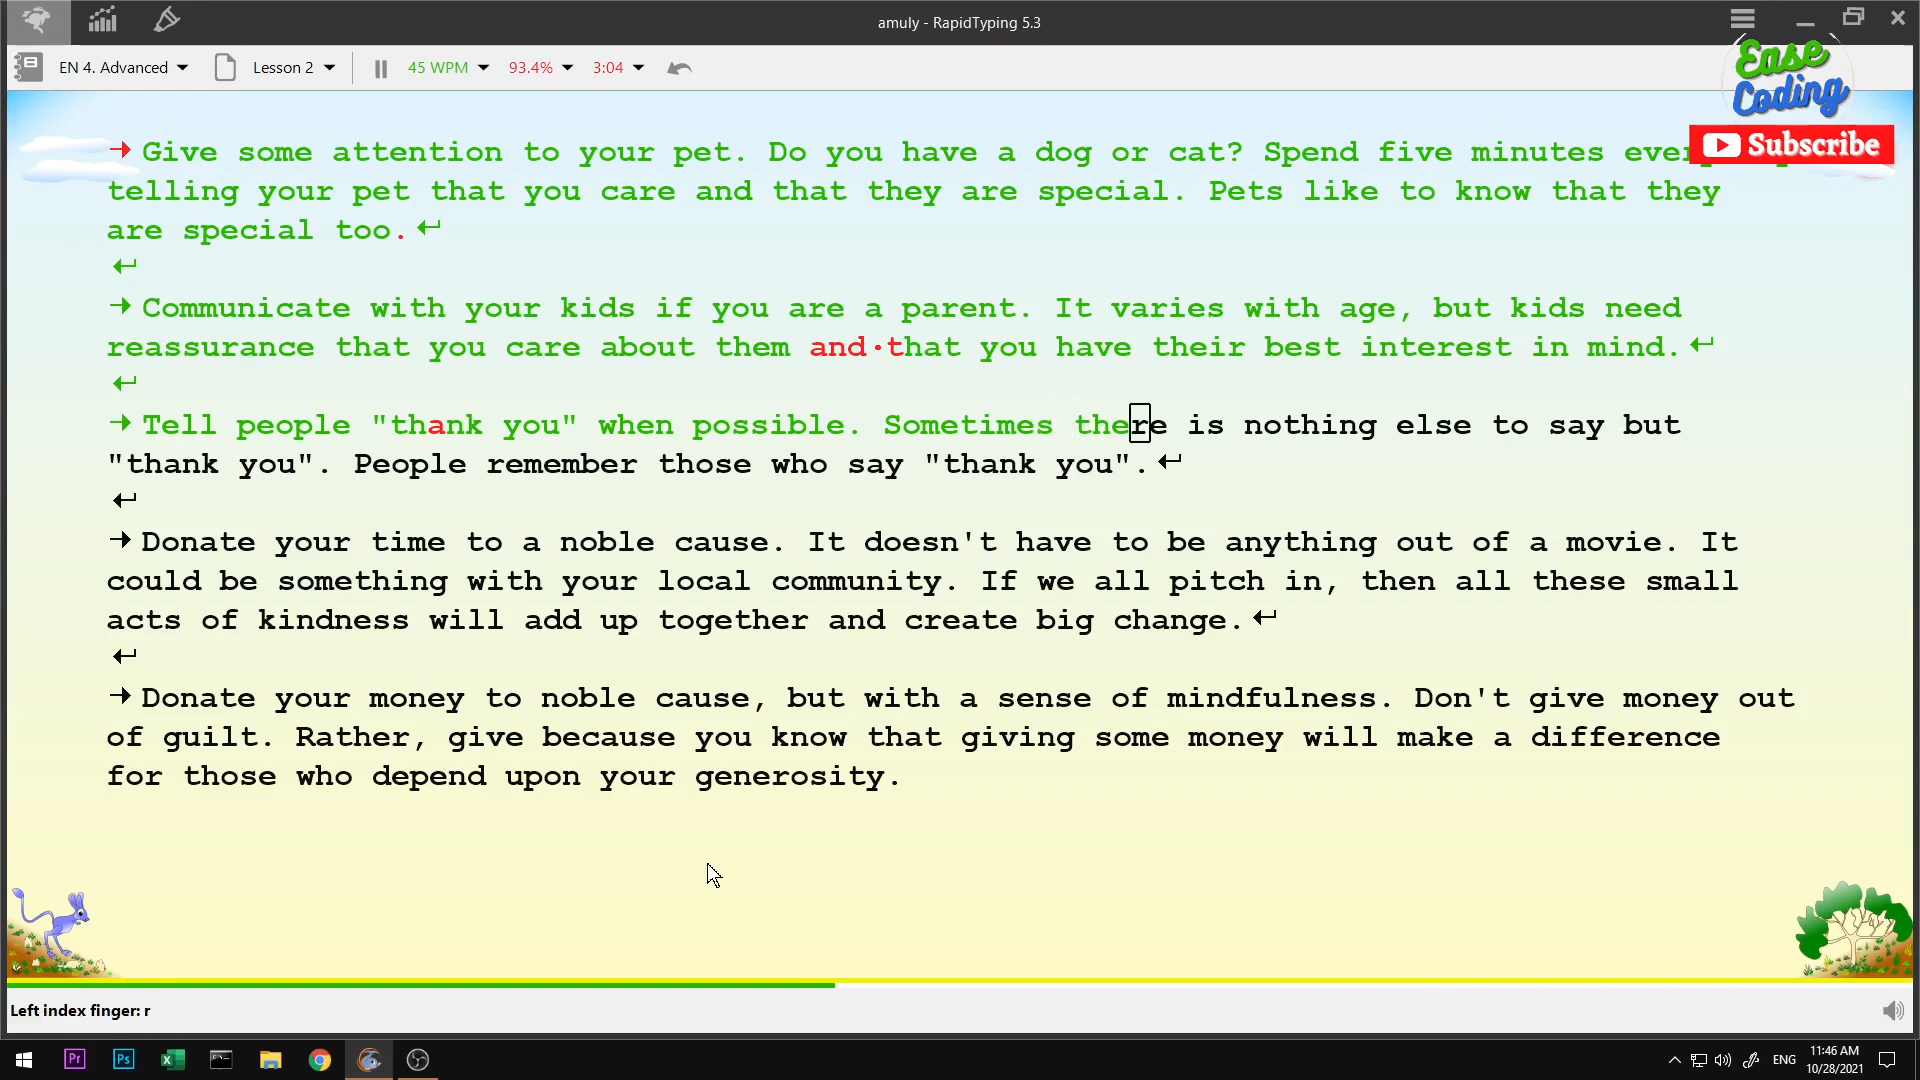 amuly - RapidTyping 5.3
EN 4. Advanced Lesson 2 45 WPM 93.4% 3:04
Ease
Coding
Subscribe
→ Give some attention to your pet. Do you have a dog or cat? Spend five minutes
telling your pet that you care and that they are special. Pets like to know that they
are special too. ↵
↵
→ Communicate with your kids if you are a parent. It varies with age, but kids need
reassurance that you care about them and·that you have their best interest in mind. ↵
↵
→ Tell people "thank you" when possible. Sometimes there is nothing else to say but
"thank you". People remember those who say "thank you". ↵
↵
→ Donate your time to a noble cause. It doesn't have to be anything out of a movie. It
could be something with your local community. If we all pitch in, then all these small
acts of kindness will add up together and create big change. ↵
↵
→ Donate your money to noble cause, but with a sense of mindfulness. Don't give money out
of guilt. Rather, give because you know that giving some money will make a difference
for those who depend upon your generosity.
Left index finger: r
Pr Ps ENG 11:46 AM
10/28/2021